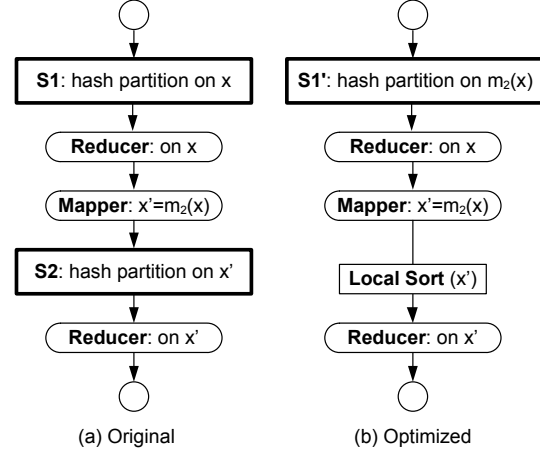 S1: hash partition on x
Reducer: on x
Mapper: x'=m₂(x)
S2: hash partition on x'
Reducer: on x'
(a) Original
S1': hash partition on m₂(x)
Reducer: on x
Mapper: x'=m₂(x)
Local Sort (x')
Reducer: on x'
(b) Optimized